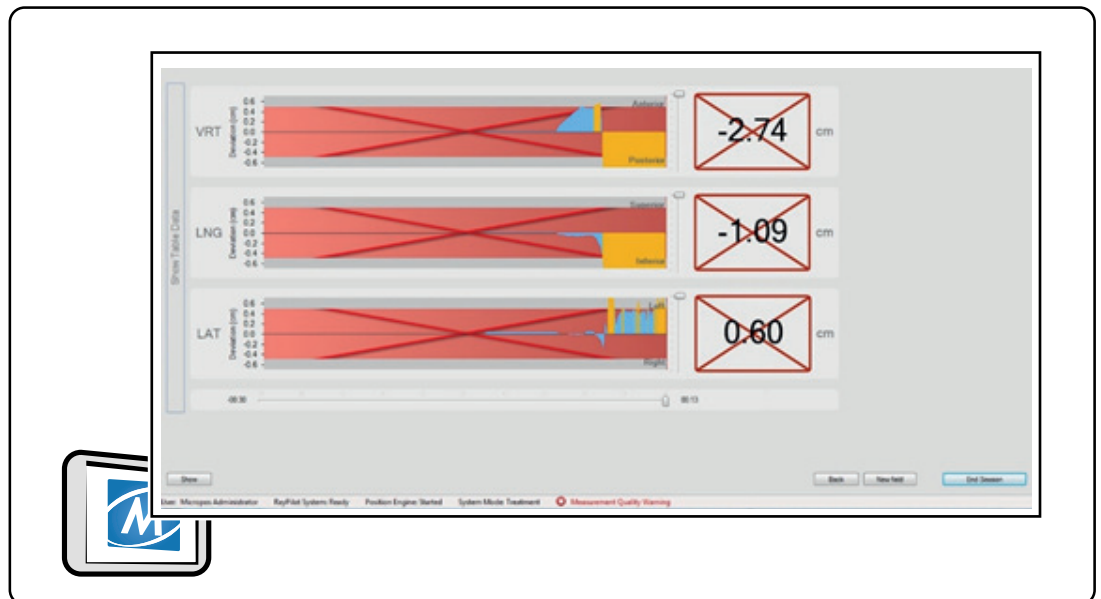 0.6
0.4
0.2
0.0
-0.2
-0.4
-0.6
Deviation (cm)
VRT
Anterior
Posterior
-2.74
cm
0.6
0.4
0.2
0.0
-0.2
-0.4
-0.6
Deviation (cm)
LNG
Superior
Inferior
-1.09
cm
0.6
0.4
0.2
0.0
-0.2
-0.4
-0.6
Deviation (cm)
LAT
Left
Right
0.60
cm
Show Table Data
00:13
Show
Back
New field
End Session
User: Micropos Administrator
RayPilot System: Ready
Position Engine: Started
System Mode: Treatment
Measurement Quality Warning
M